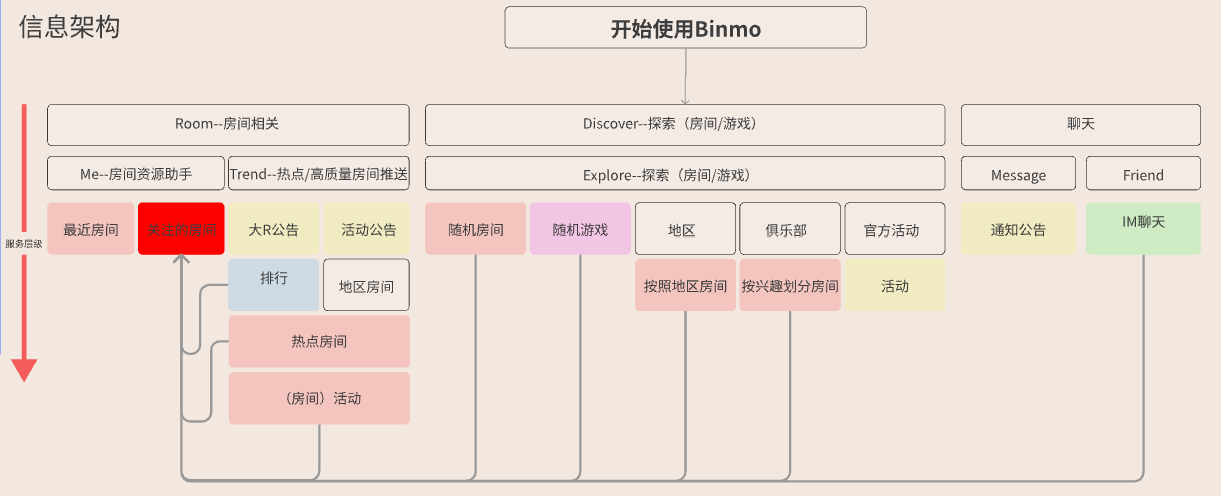 信息架构
开始使用Binmo
Room--房间相关
Discover--探索（房间/游戏）
聊天
Me--房间资源助手
Trend--热点/高质量房间推送
Explore--探索（房间/游戏）
Message
Friend
最近房间
关注的房间
大R公告
活动公告
随机房间
随机游戏
地区
俱乐部
官方活动
通知公告
IM聊天
服务层级
排行
地区房间
按照地区房间
按兴趣划分房间
活动
热点房间
（房间）活动